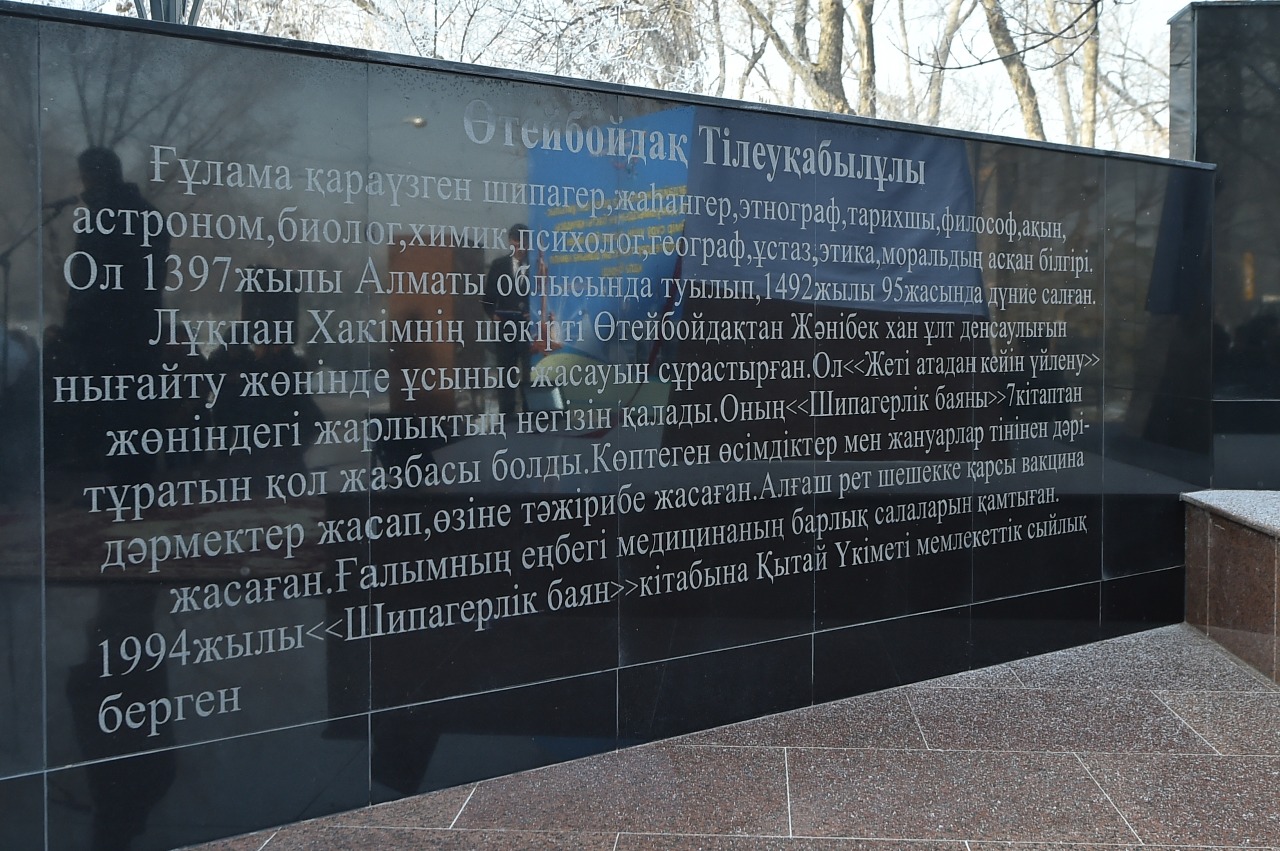 Өтейбойдақ Тілеуқабылұлы
Ғұлама қараүзген шипагер,жаһангер,этнограф,тарихшы,философ,ақын,
астроном,биолог,химик,психолог,географ,ұстаз,этика,моральдың асқан білгірі.
Ол 1397жылы Алматы облысында туылып,1492жылы 95жасында дүние салған.
Лұқпан Хакімнің шәкірті Өтейбойдақтан Жәнібек хан ұлт денсаулығын
нығайту жөнінде ұсыныс жасауын сұрастырған.Ол<<Жеті атадан кейін үйлену>>
жөніндегі жарлықтың негізін қалады.Оның<<Шипагерлік баяны>>7кітаптан
тұратын қол жазбасы болды.Көптеген өсімдіктер мен жануарлар тінінен дәрі-
дәрмектер жасап,өзіне тәжірибе жасаған.Алғаш рет шешекке қарсы вакцина
жасаған.Ғалымның еңбегі медицинаның барлық салаларын қамтыған.
1994жылы<<Шипагерлік баян>>кітабына Қытай Үкіметі мемлекеттік сыйлық
берген